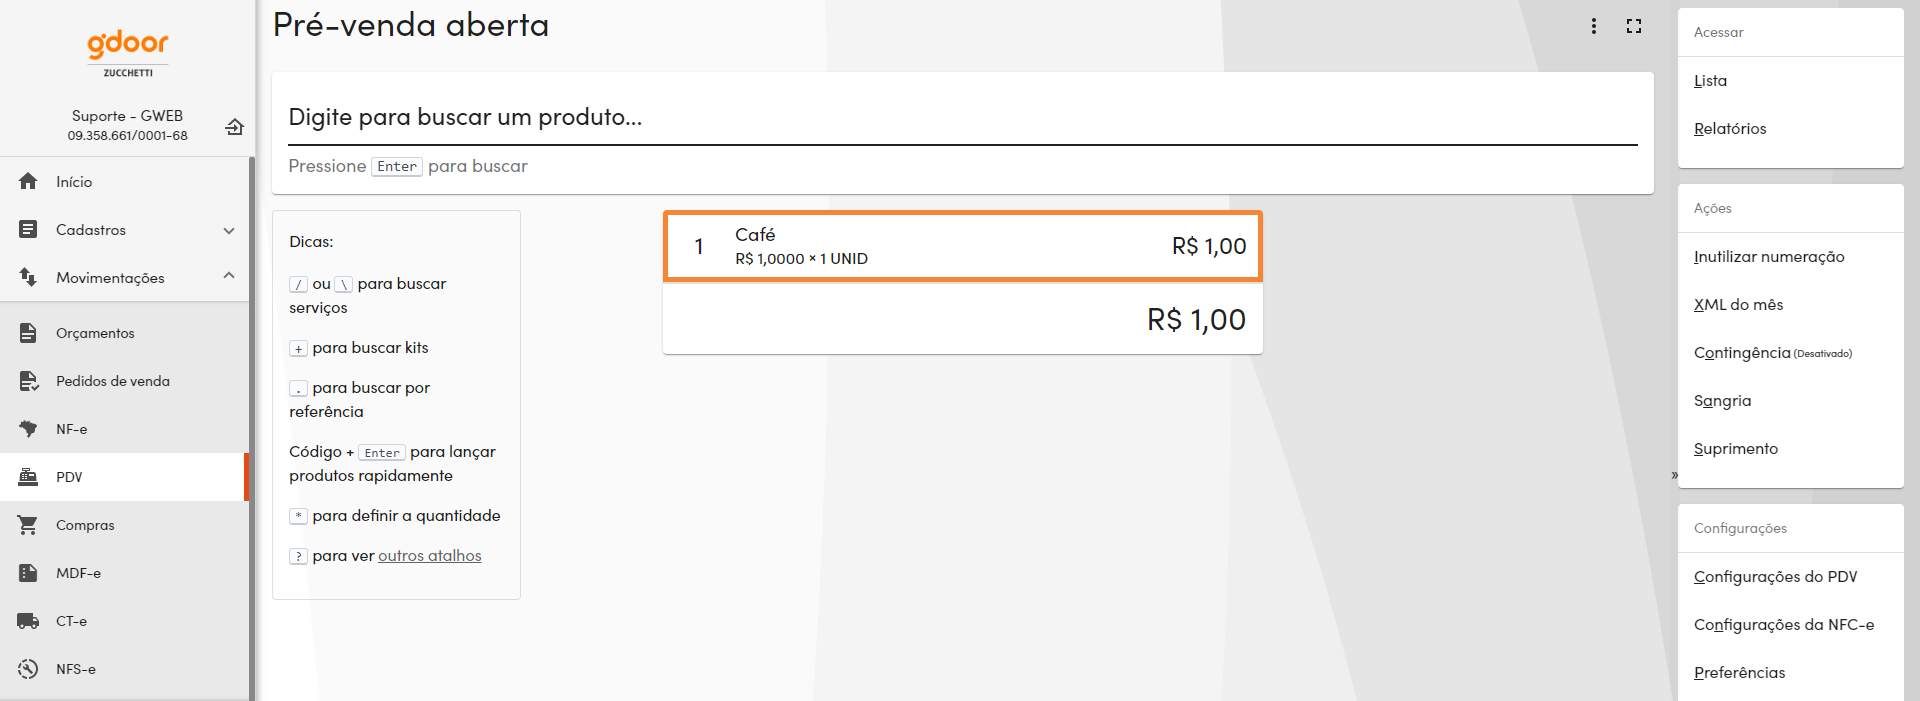 gdoor
ZUCCHETTI
Suporte - GWEB
09.358.661/0001-68
Início
Cadastros
Movimentações
Orçamentos
Pedidos de venda
NF-e
PDV
Compras
MDF-e
CT-e
NFS-e
Pré-venda aberta
Digite para buscar um produto...
Pressione Enter para buscar
Dicas:
/ ou \ para buscar
serviços
+ para buscar kits
. para buscar por
referência
Código + Enter para lançar
produtos rapidamente
* para definir a quantidade
? para ver outros atalhos
1 Café R$ 1,00
R$ 1,0000 × 1 UNID
R$ 1,00
Acessar
Lista
Relatórios
Ações
Inutilizar numeração
XML do mês
Contingência (Desativado)
Sangria
Suprimento
»
Configurações
Configurações do PDV
Configurações da NFC-e
Preferências